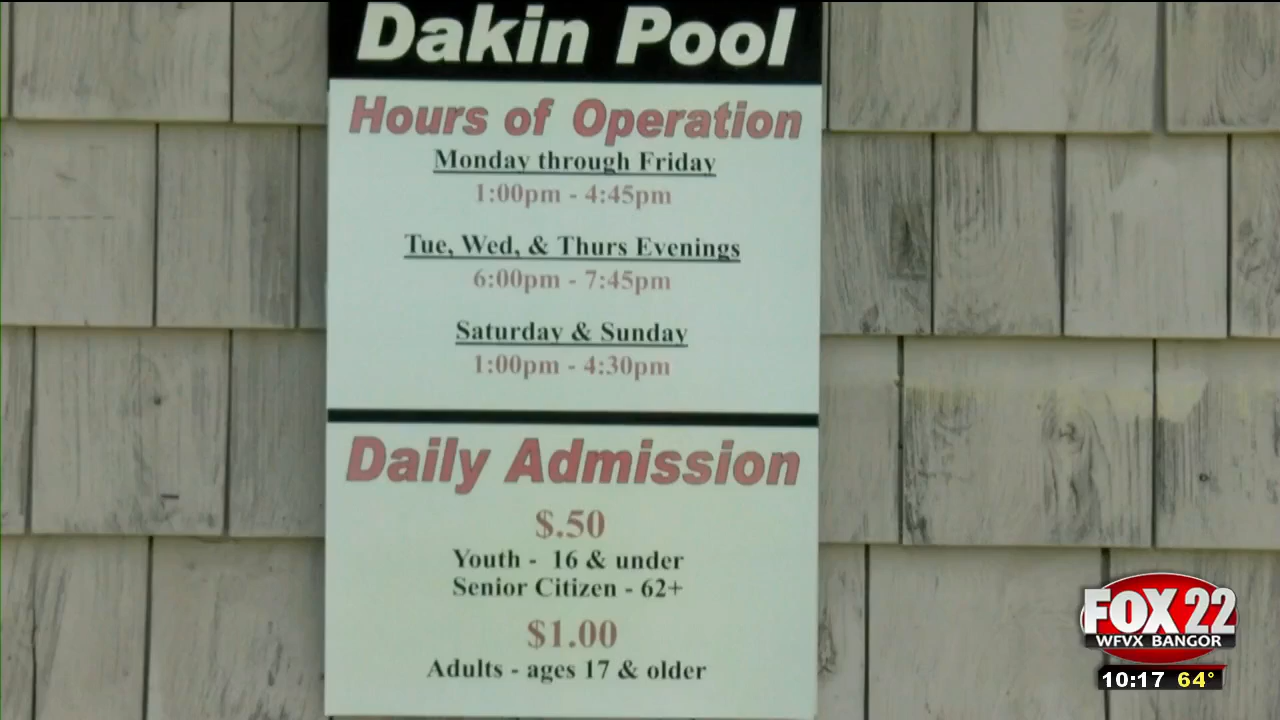 Dakin Pool
Hours of Operation
Monday through Friday
1:00pm - 4:45pm
Tue, Wed, & Thurs Evenings
6:00pm - 7:45pm
Saturday & Sunday
1:00pm - 4:30pm
Daily Admission
$.50
Youth - 16 & under
Senior Citizen - 62+
$1.00
Adults - ages 17 & older
FOX 22
WFVX BANGOR
10:17 64°